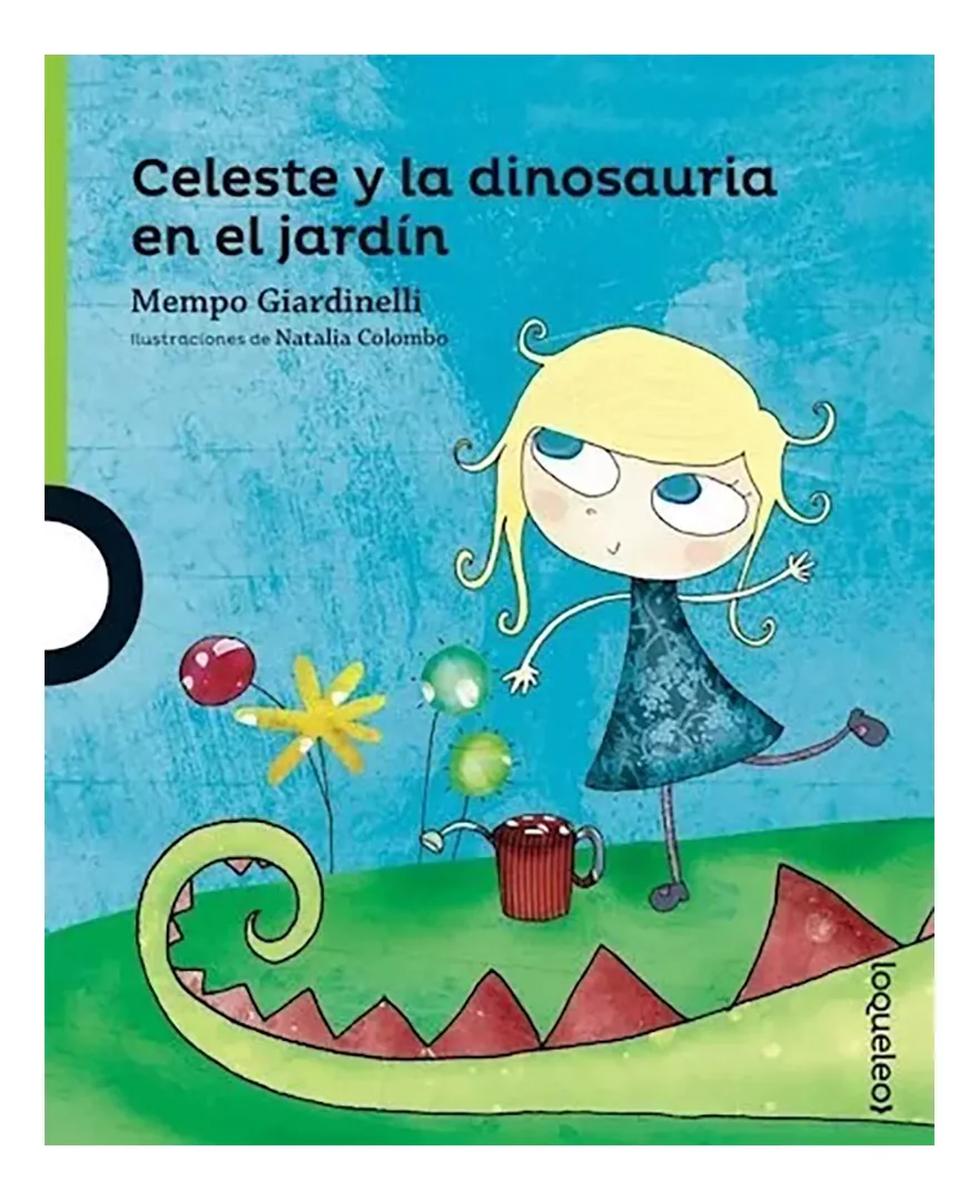 Celeste y la dinosauria
en el jardín
Mempo Giardinelli
Ilustraciones de Natalia Colombo
loqueleo}